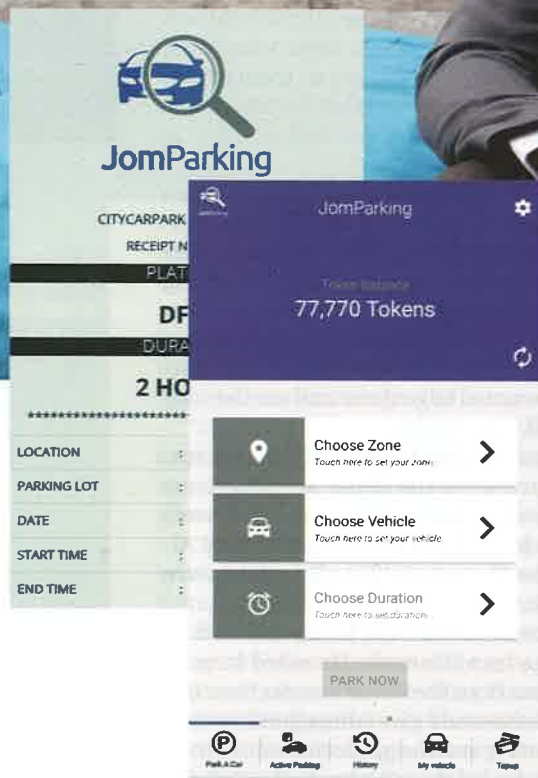 JomParking
CITYCARPARK
RECEIPT N
PLAT
DF
DURA
2 HO
********************
LOCATION :
PARKING LOT :
DATE :
START TIME :
END TIME :
JomParking
Token Balance
77,770 Tokens
Choose Zone
Touch here to set your zone
Choose Vehicle
Touch here to set your vehicle
Choose Duration
Touch here to set duration
PARK NOW
P
Park A Car
Active Parking
History
My vehicle
Topup